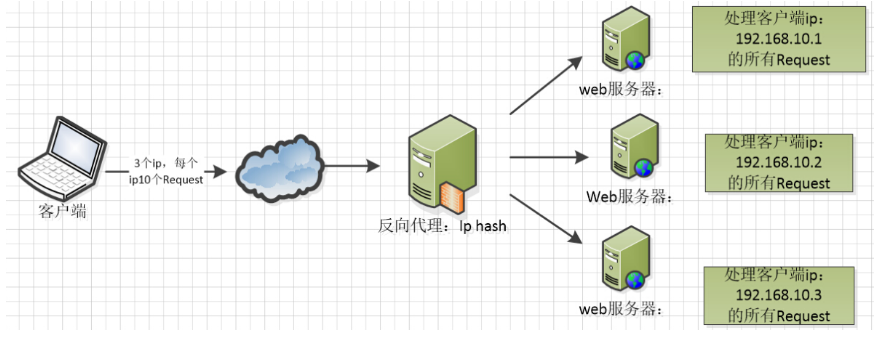 处理客户端ip：
192.168.10.1
的所有Request
web服务器：
3个ip，每个
ip10个Request
客户端
反向代理：Ip hash
处理客户端ip：
192.168.10.2
的所有Request
Web服务器：
处理客户端ip：
192.168.10.3
的所有Request
web服务器：